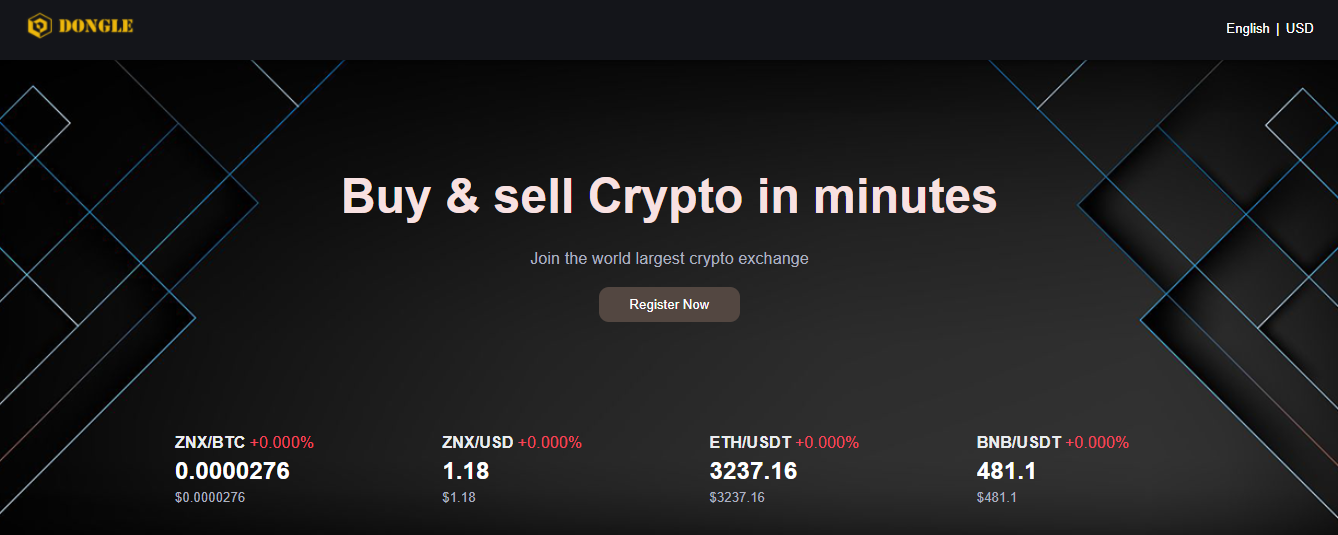 DONGLE
English | USD
Buy & sell Crypto in minutes
Join the world largest crypto exchange
Register Now
ZNX/BTC +0.000% ZNX/USD +0.000% ETH/USDT +0.000% BNB/USDT +0.000%
0.0000276 1.18 3237.16 481.1
$0.0000276 $1.18 $3237.16 $481.1